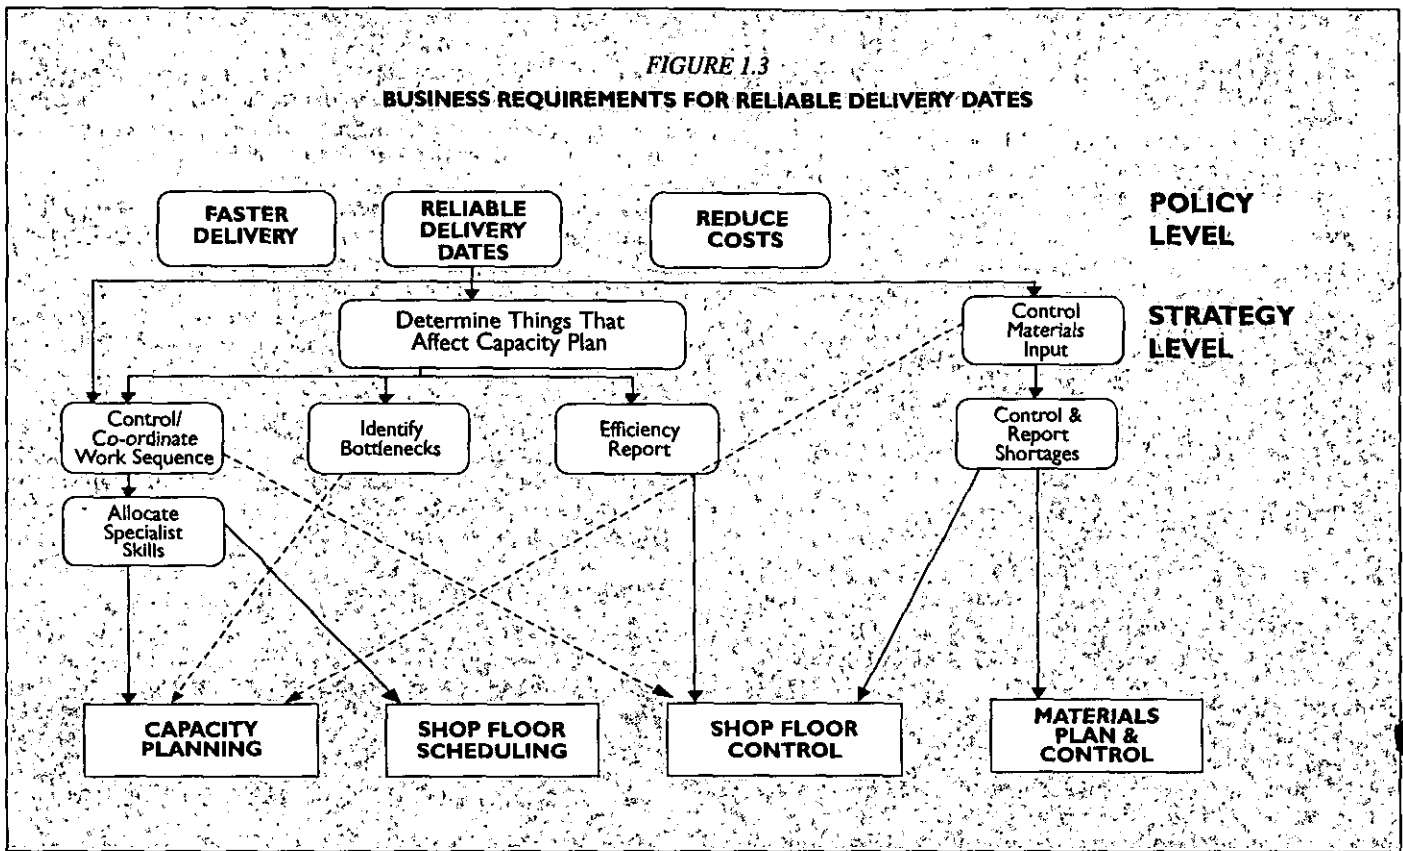 FIGURE 1.3
BUSINESS REQUIREMENTS FOR RELIABLE DELIVERY DATES
FASTER
DELIVERY
RELIABLE
DELIVERY
DATES
REDUCE
COSTS
POLICY
LEVEL
Determine Things That
Affect Capacity Plan
Control
Materials
Input
STRATEGY
LEVEL
Control/
Co-ordinate
Work Sequence
Identify
Bottlenecks
Efficiency
Report
Control &
Report
Shortages
Allocate
Specialist
Skills
CAPACITY
PLANNING
SHOP FLOOR
SCHEDULING
SHOP FLOOR
CONTROL
MATERIALS
PLAN &
CONTROL